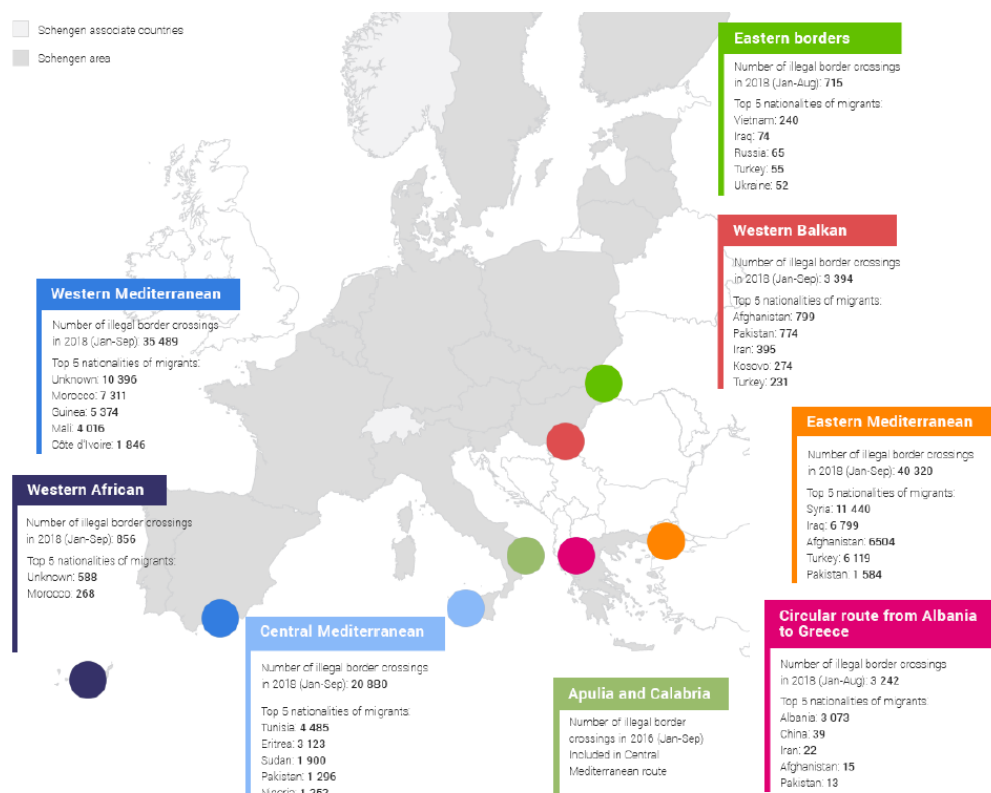 Schengen associate countries
Schengen area
Eastern borders
Number of illegal border crossings
in 2018 (Jan-Aug): 715
Top 5 nationalities of migrants:
Vietnam: 240
Iraq: 74
Russia: 65
Turkey: 55
Ukraine: 52
Western Balkan
Number of illegal border crossings
in 2018 (Jan-Sep): 3 394
Top 5 nationalities of migrants:
Afghanistan: 799
Pakistan: 774
Iran: 395
Kosovo: 274
Turkey: 231
Western Mediterranean
Number of illegal border crossings
in 2018 (Jan-Sep): 35 489
Top 5 nationalities of migrants:
Unknown: 10 396
Morocco: 7 311
Guinea: 5 374
Mali: 4 016
Côte d'Ivoire: 1 846
Eastern Mediterranean
Number of illegal border crossings
in 2018 (Jan-Sep): 40 320
Top 5 nationalities of migrants:
Syria: 11 440
Iraq: 6 799
Afghanistan: 6504
Turkey: 6 119
Pakistan: 1 584
Western African
Number of illegal border crossings
in 2018 (Jan-Sep): 856
Top 5 nationalities of migrants:
Unknown: 588
Morocco: 268
Central Mediterranean
Number of illegal border crossings
in 2018 (Jan-Sep): 20 880
Top 5 nationalities of migrants:
Tunisia: 4 485
Eritrea: 3 123
Sudan: 1 900
Pakistan: 1 296
Nigeria:
Apulia and Calabria
Number of illegal border
crossings in 2016 (Jan-Sep)
Included in Central
Mediterranean route
Circular route from Albania
to Greece
Number of illegal border crossings
in 2018 (Jan-Aug): 3 242
Top 5 nationalities of migrants:
Albania: 3 073
China: 39
Iran: 22
Afghanistan: 15
Pakistan: 13